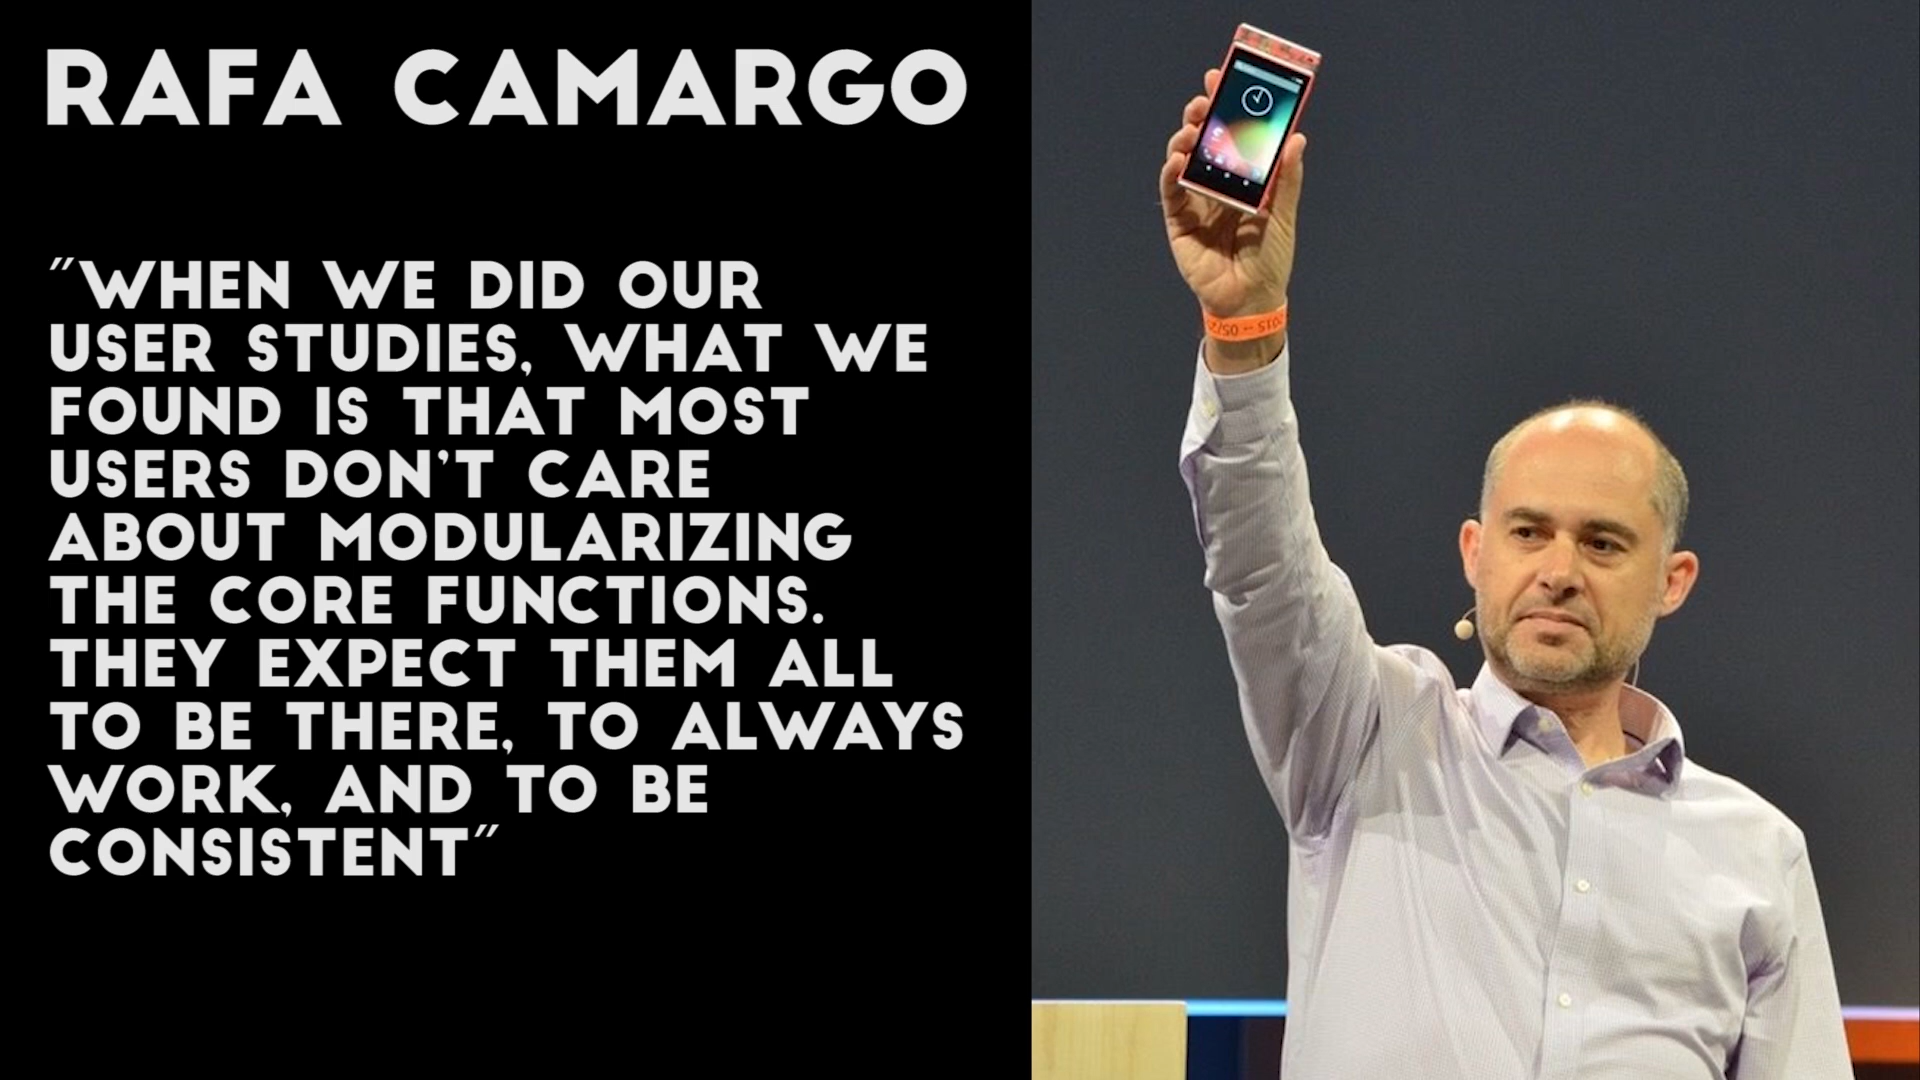 RAFA CAMARGO
"WHEN WE DID OUR
USER STUDIES, WHAT WE
FOUND IS THAT MOST
USERS DON'T CARE
ABOUT MODULARIZING
THE CORE FUNCTIONS.
THEY EXPECT THEM ALL
TO BE THERE, TO ALWAYS
WORK, AND TO BE
CONSISTENT"